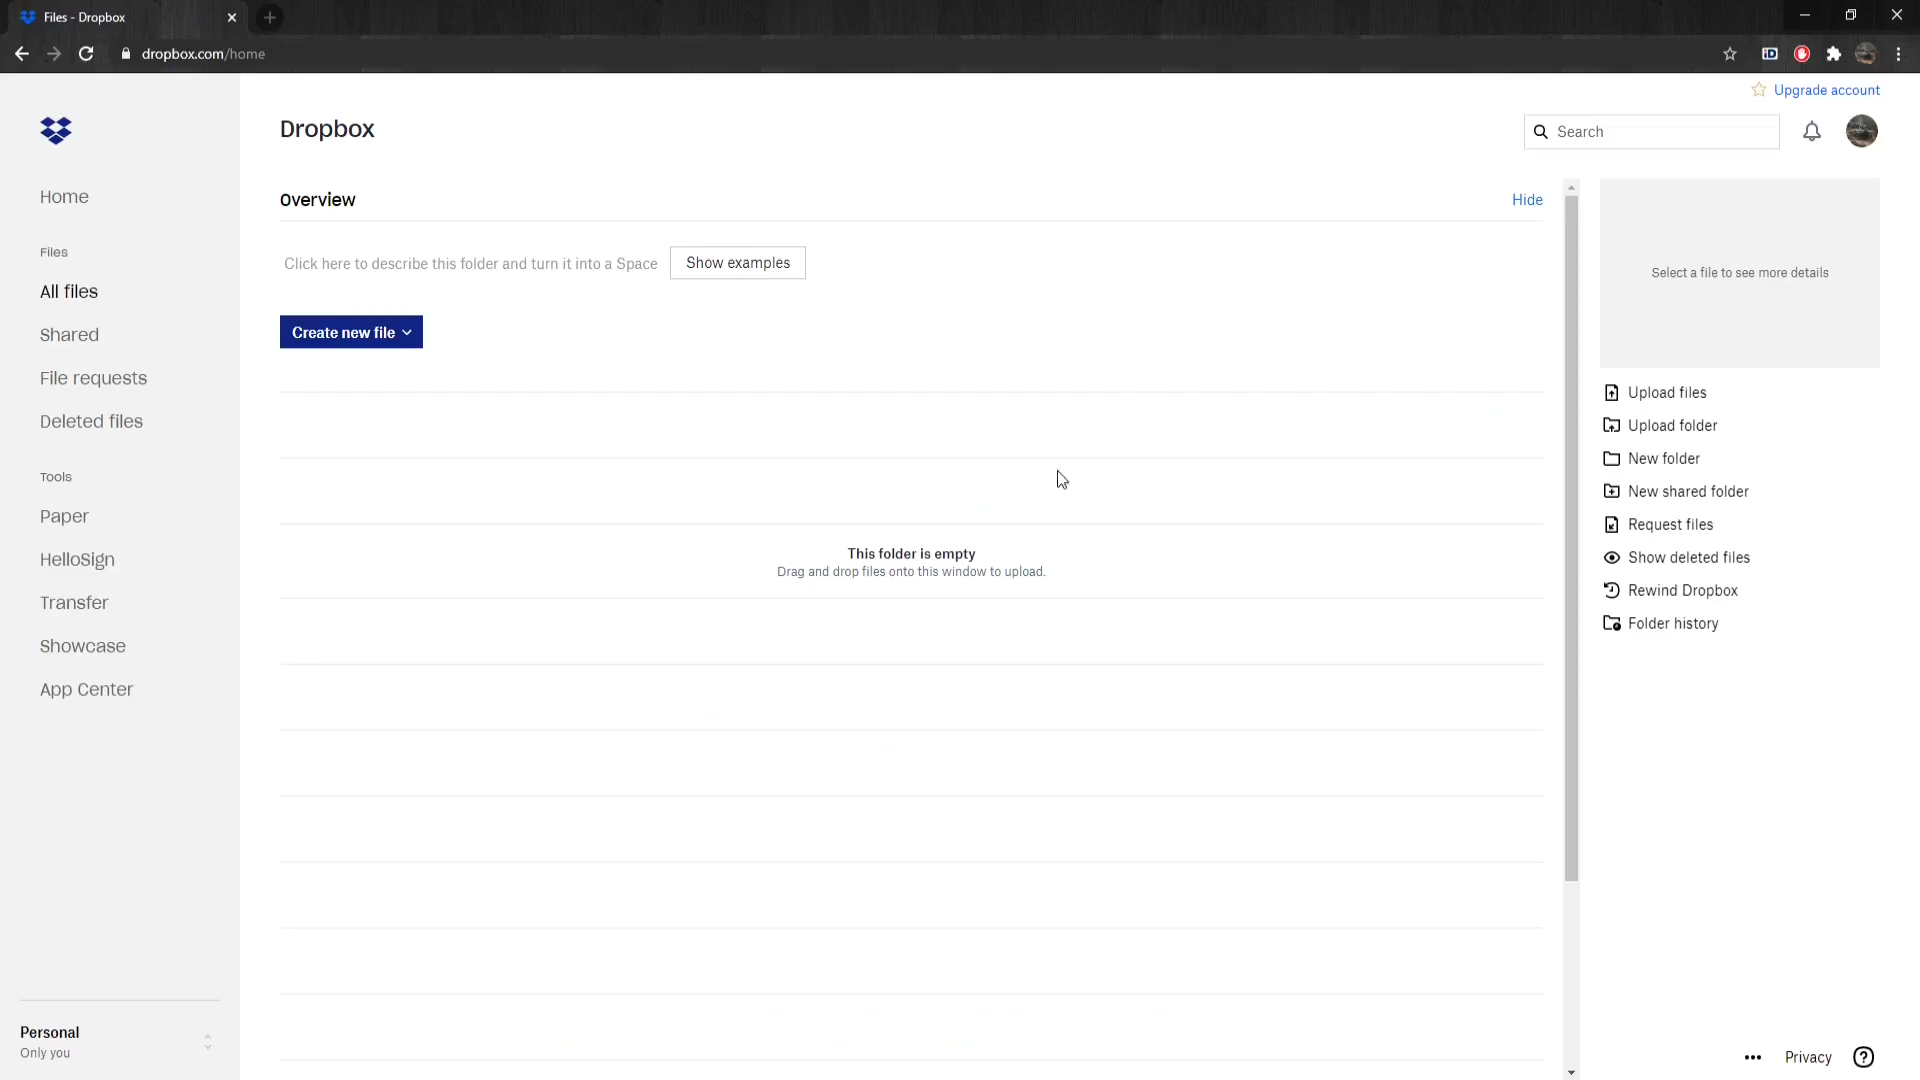 Files - Dropbox
dropbox.com/home
Upgrade account
Dropbox
Search
Home
Files
All files
Shared
File requests
Deleted files
Tools
Paper
HelloSign
Transfer
Showcase
App Center
Personal
Only you
Overview
Hide
Click here to describe this folder and turn it into a Space
Show examples
Create new file
This folder is empty
Drag and drop files onto this window to upload.
Select a file to see more details
Upload files
Upload folder
New folder
New shared folder
Request files
Show deleted files
Rewind Dropbox
Folder history
Privacy